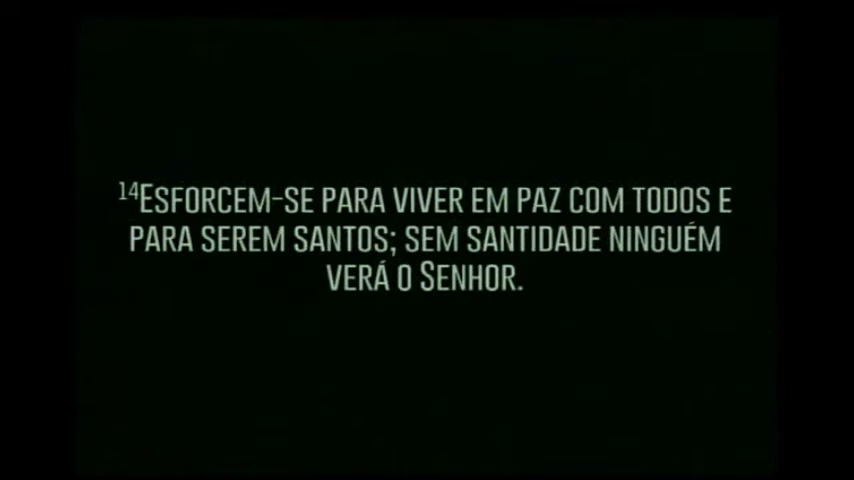 ¹⁴Esforcem-se para viver em paz com todos e
para serem santos; sem santidade ninguém
verá o Senhor.